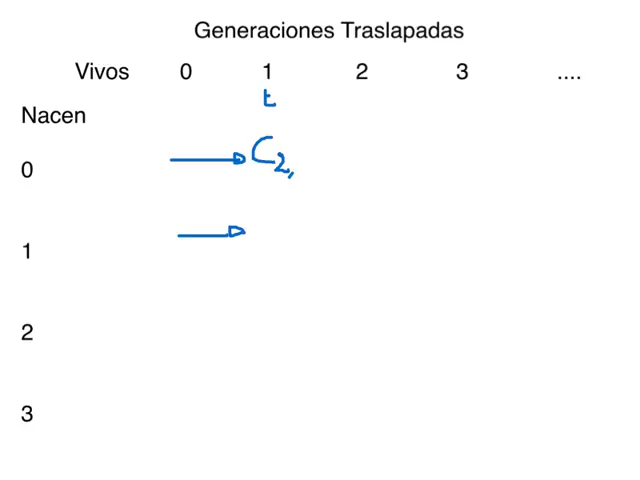 Generaciones Traslapadas
Vivos 0 1 2 3 ....
t
Nacen
0 C2,
1
2
3